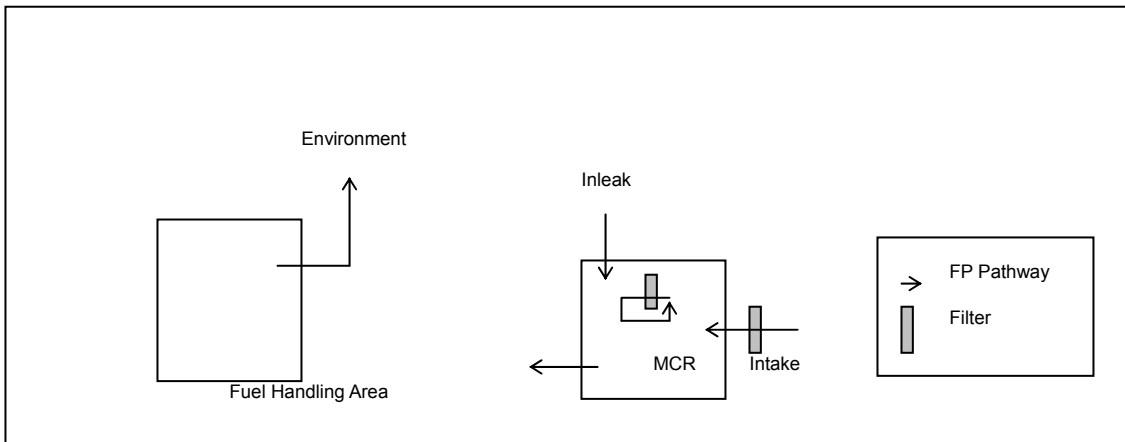 Environment
Inleak
FP Pathway
Filter
MCR
Intake
Fuel Handling Area